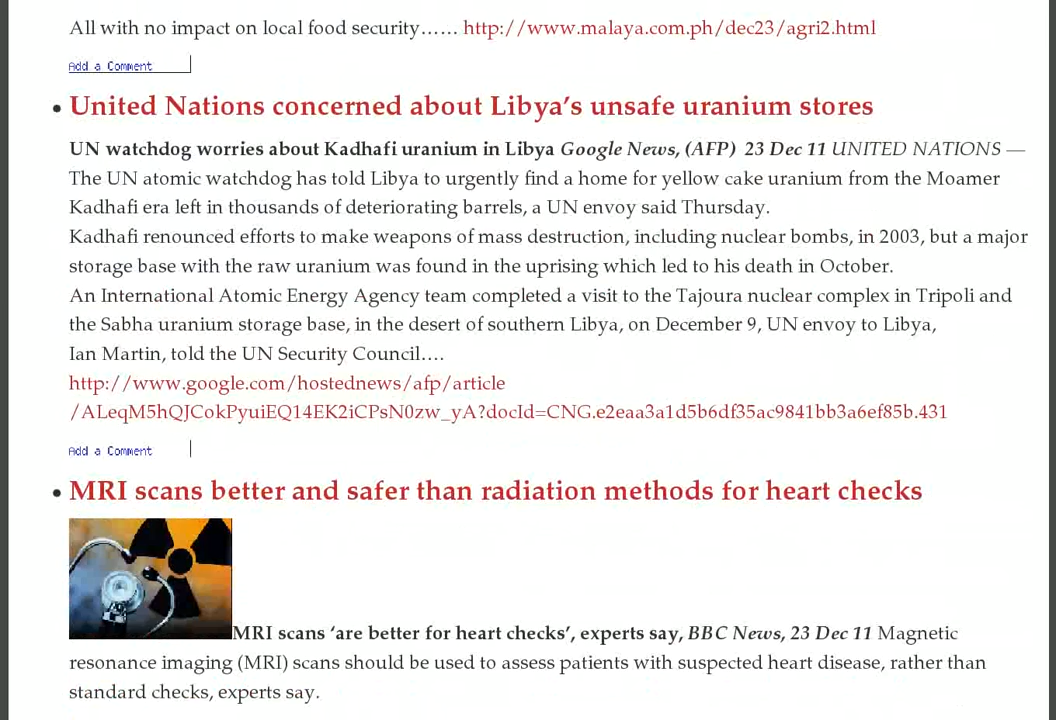 All with no impact on local food security…… http://www.malaya.com.ph/dec23/agri2.html
Add a Comment
• United Nations concerned about Libya's unsafe uranium stores
UN watchdog worries about Kadhafi uranium in Libya Google News, (AFP) 23 Dec 11 UNITED NATIONS —
The UN atomic watchdog has told Libya to urgently find a home for yellow cake uranium from the Moamer
Kadhafi era left in thousands of deteriorating barrels, a UN envoy said Thursday.
Kadhafi renounced efforts to make weapons of mass destruction, including nuclear bombs, in 2003, but a major
storage base with the raw uranium was found in the uprising which led to his death in October.
An International Atomic Energy Agency team completed a visit to the Tajoura nuclear complex in Tripoli and
the Sabha uranium storage base, in the desert of southern Libya, on December 9, UN envoy to Libya,
Ian Martin, told the UN Security Council….
http://www.google.com/hostednews/afp/article
/ALeqM5hQJCokPyuiEQ14EK2iCPsN0zw_yA?docId=CNG.e2eaa3a1d5b6df35ac9841bb3a6ef85b.431
Add a Comment
• MRI scans better and safer than radiation methods for heart checks
MRI scans ‘are better for heart checks’, experts say, BBC News, 23 Dec 11 Magnetic
resonance imaging (MRI) scans should be used to assess patients with suspected heart disease, rather than
standard checks, experts say.